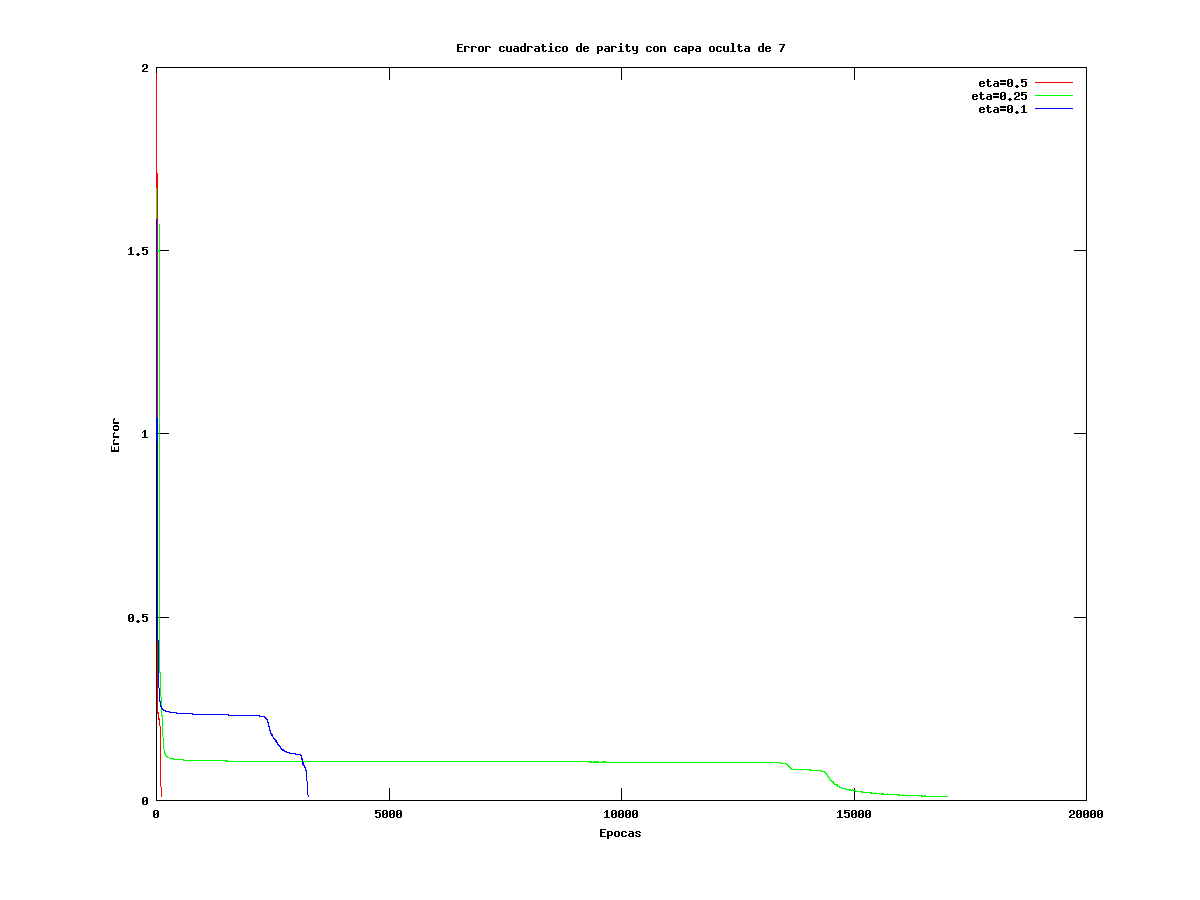 Error cuadratico de parity con capa oculta de 7
2
eta=0.5
eta=0.25
eta=0.1
1.5
1
Error
0.5
0
0 5000 10000 15000 20000
Epocas